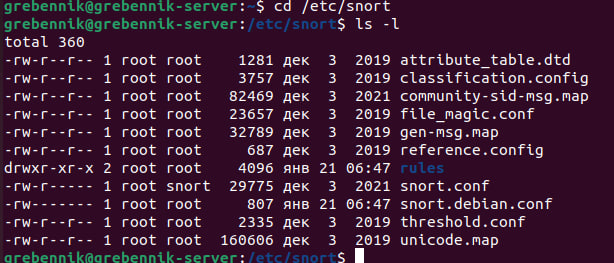 grebennik@grebennik-server:~$ cd /etc/snort
grebennik@grebennik-server:/etc/snort$ ls -l
total 360
-rw-r--r-- 1 root root    1281 дек  3  2019 attribute_table.dtd
-rw-r--r-- 1 root root    3757 дек  3  2019 classification.config
-rw-r--r-- 1 root root   82469 дек  3  2021 community-sid-msg.map
-rw-r--r-- 1 root root   23657 дек  3  2019 file_magic.conf
-rw-r--r-- 1 root root   32789 дек  3  2019 gen-msg.map
-rw-r--r-- 1 root root     687 дек  3  2019 reference.config
drwxr-xr-x 2 root root    4096 янв 21 06:47 rules
-rw-r----- 1 root snort  29775 дек  3  2021 snort.conf
-rw------- 1 root root     807 янв 21 06:47 snort.debian.conf
-rw-r--r-- 1 root root    2335 дек  3  2019 threshold.conf
-rw-r--r-- 1 root root  160606 дек  3  2019 unicode.map
grebennik@grebennik-server:/etc/snort$